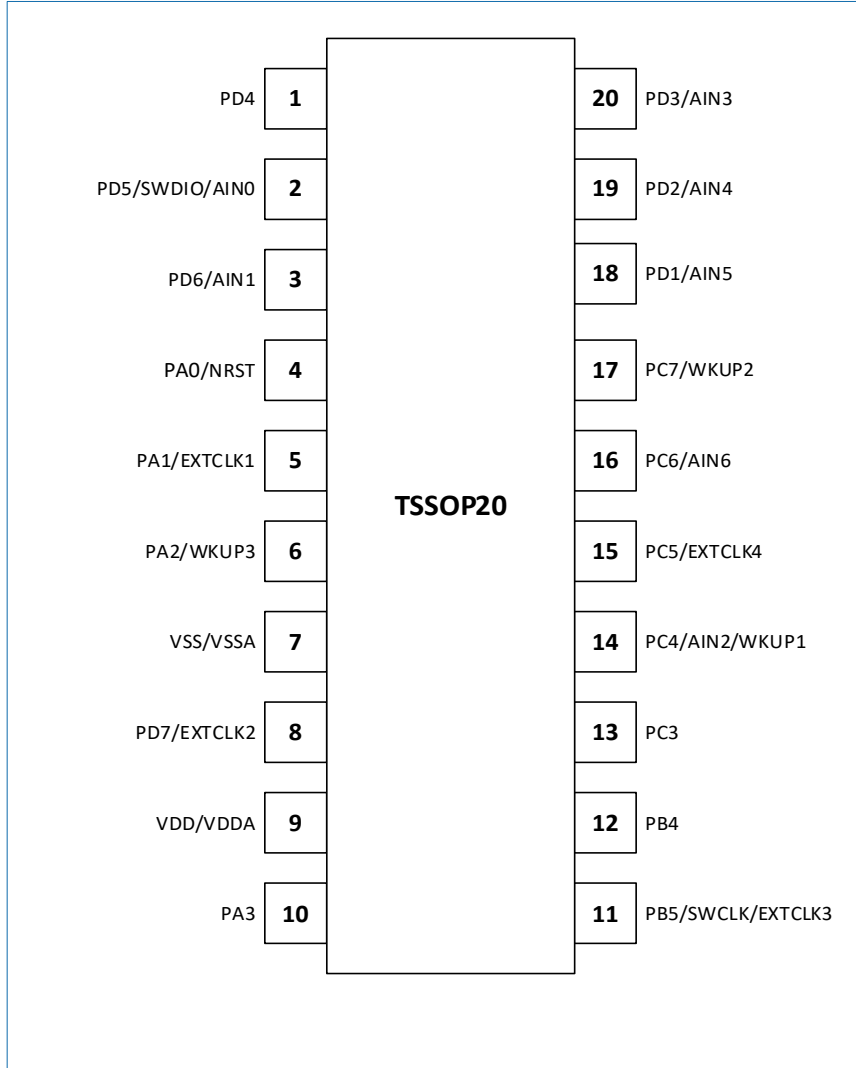 PD4 1 20 PD3/AIN3
PD5/SWDIO/AIN0 2 19 PD2/AIN4
PD6/AIN1 3 18 PD1/AIN5
PA0/NRST 4 17 PC7/WKUP2
PA1/EXTCLK1 5 16 PC6/AIN6
TSSOP20
PA2/WKUP3 6 15 PC5/EXTCLK4
VSS/VSSA 7 14 PC4/AIN2/WKUP1
PD7/EXTCLK2 8 13 PC3
VDD/VDDA 9 12 PB4
PA3 10 11 PB5/SWCLK/EXTCLK3